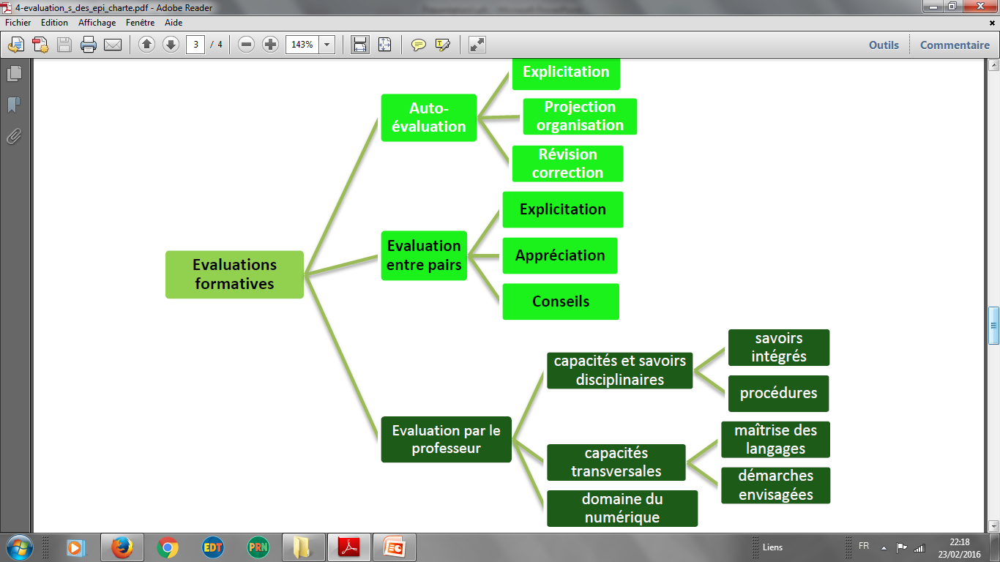 4-evaluation_s_des_epi_charte.pdf - Adobe Reader
Fichier Edition Affichage Fenêtre Aide
3 / 4 143% Outils Commentaire
Explicitation
Auto-
évaluation
Projection
organisation
Révision
correction
Evaluations
formatives
Evaluation
entre pairs
Explicitation
Appréciation
Conseils
Evaluation par le
professeur
capacités et savoirs
disciplinaires
savoirs
intégrés
procédures
capacités
transversales
maîtrise des
langages
démarches
envisagées
domaine du
numérique
EDT PRN Liens FR 22:18
23/02/2016